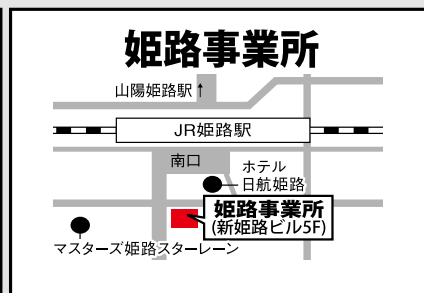 姫路事業所
山陽姫路駅↑
JR姫路駅
南口
ホテル
日航姫路
姫路事業所
(新姫路ビル5F)
マスターズ姫路スターレーン